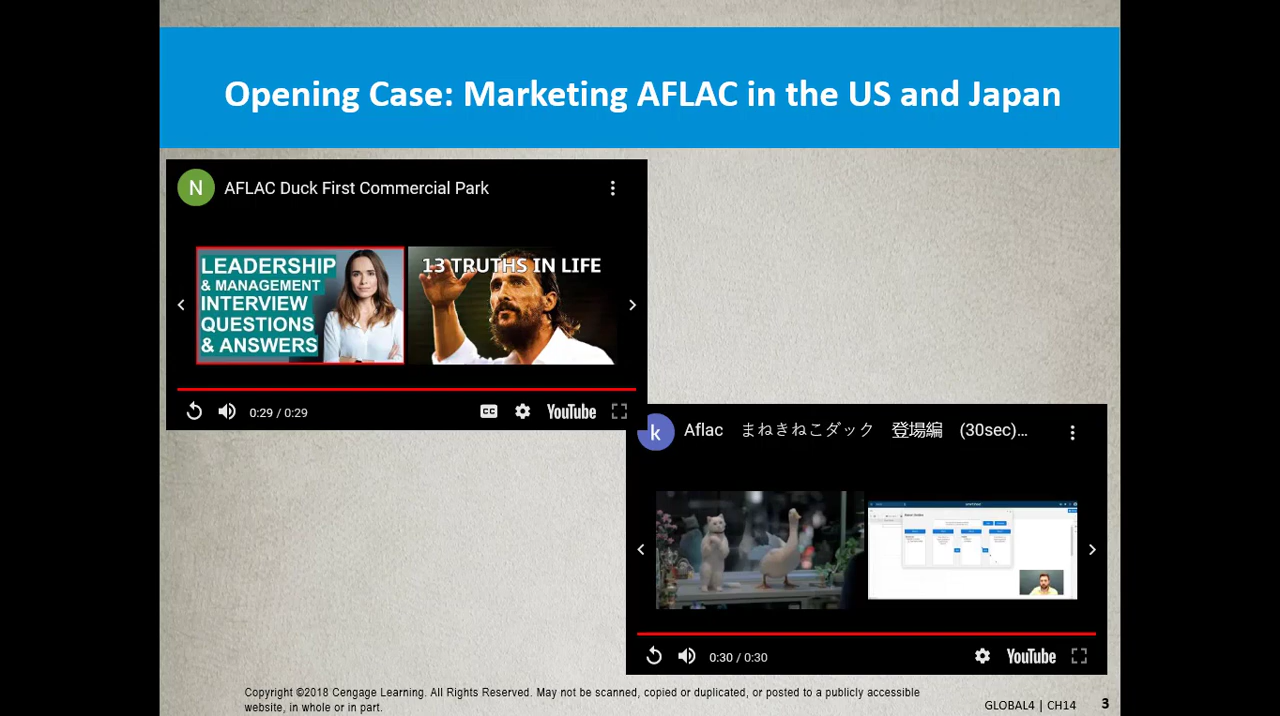 Opening Case: Marketing AFLAC in the US and Japan
N
AFLAC Duck First Commercial Park
LEADERSHIP
& MANAGEMENT
INTERVIEW
QUESTIONS
& ANSWERS
13 TRUTHS IN LIFE
0:29 / 0:29
CC
YouTube
k
Aflac　まねきねこダック　登場編　(30sec)...
0:30 / 0:30
YouTube
Copyright ©2018 Cengage Learning. All Rights Reserved. May not be scanned, copied or duplicated, or posted to a publicly accessible
website, in whole or in part.
GLOBAL4 | CH14
3